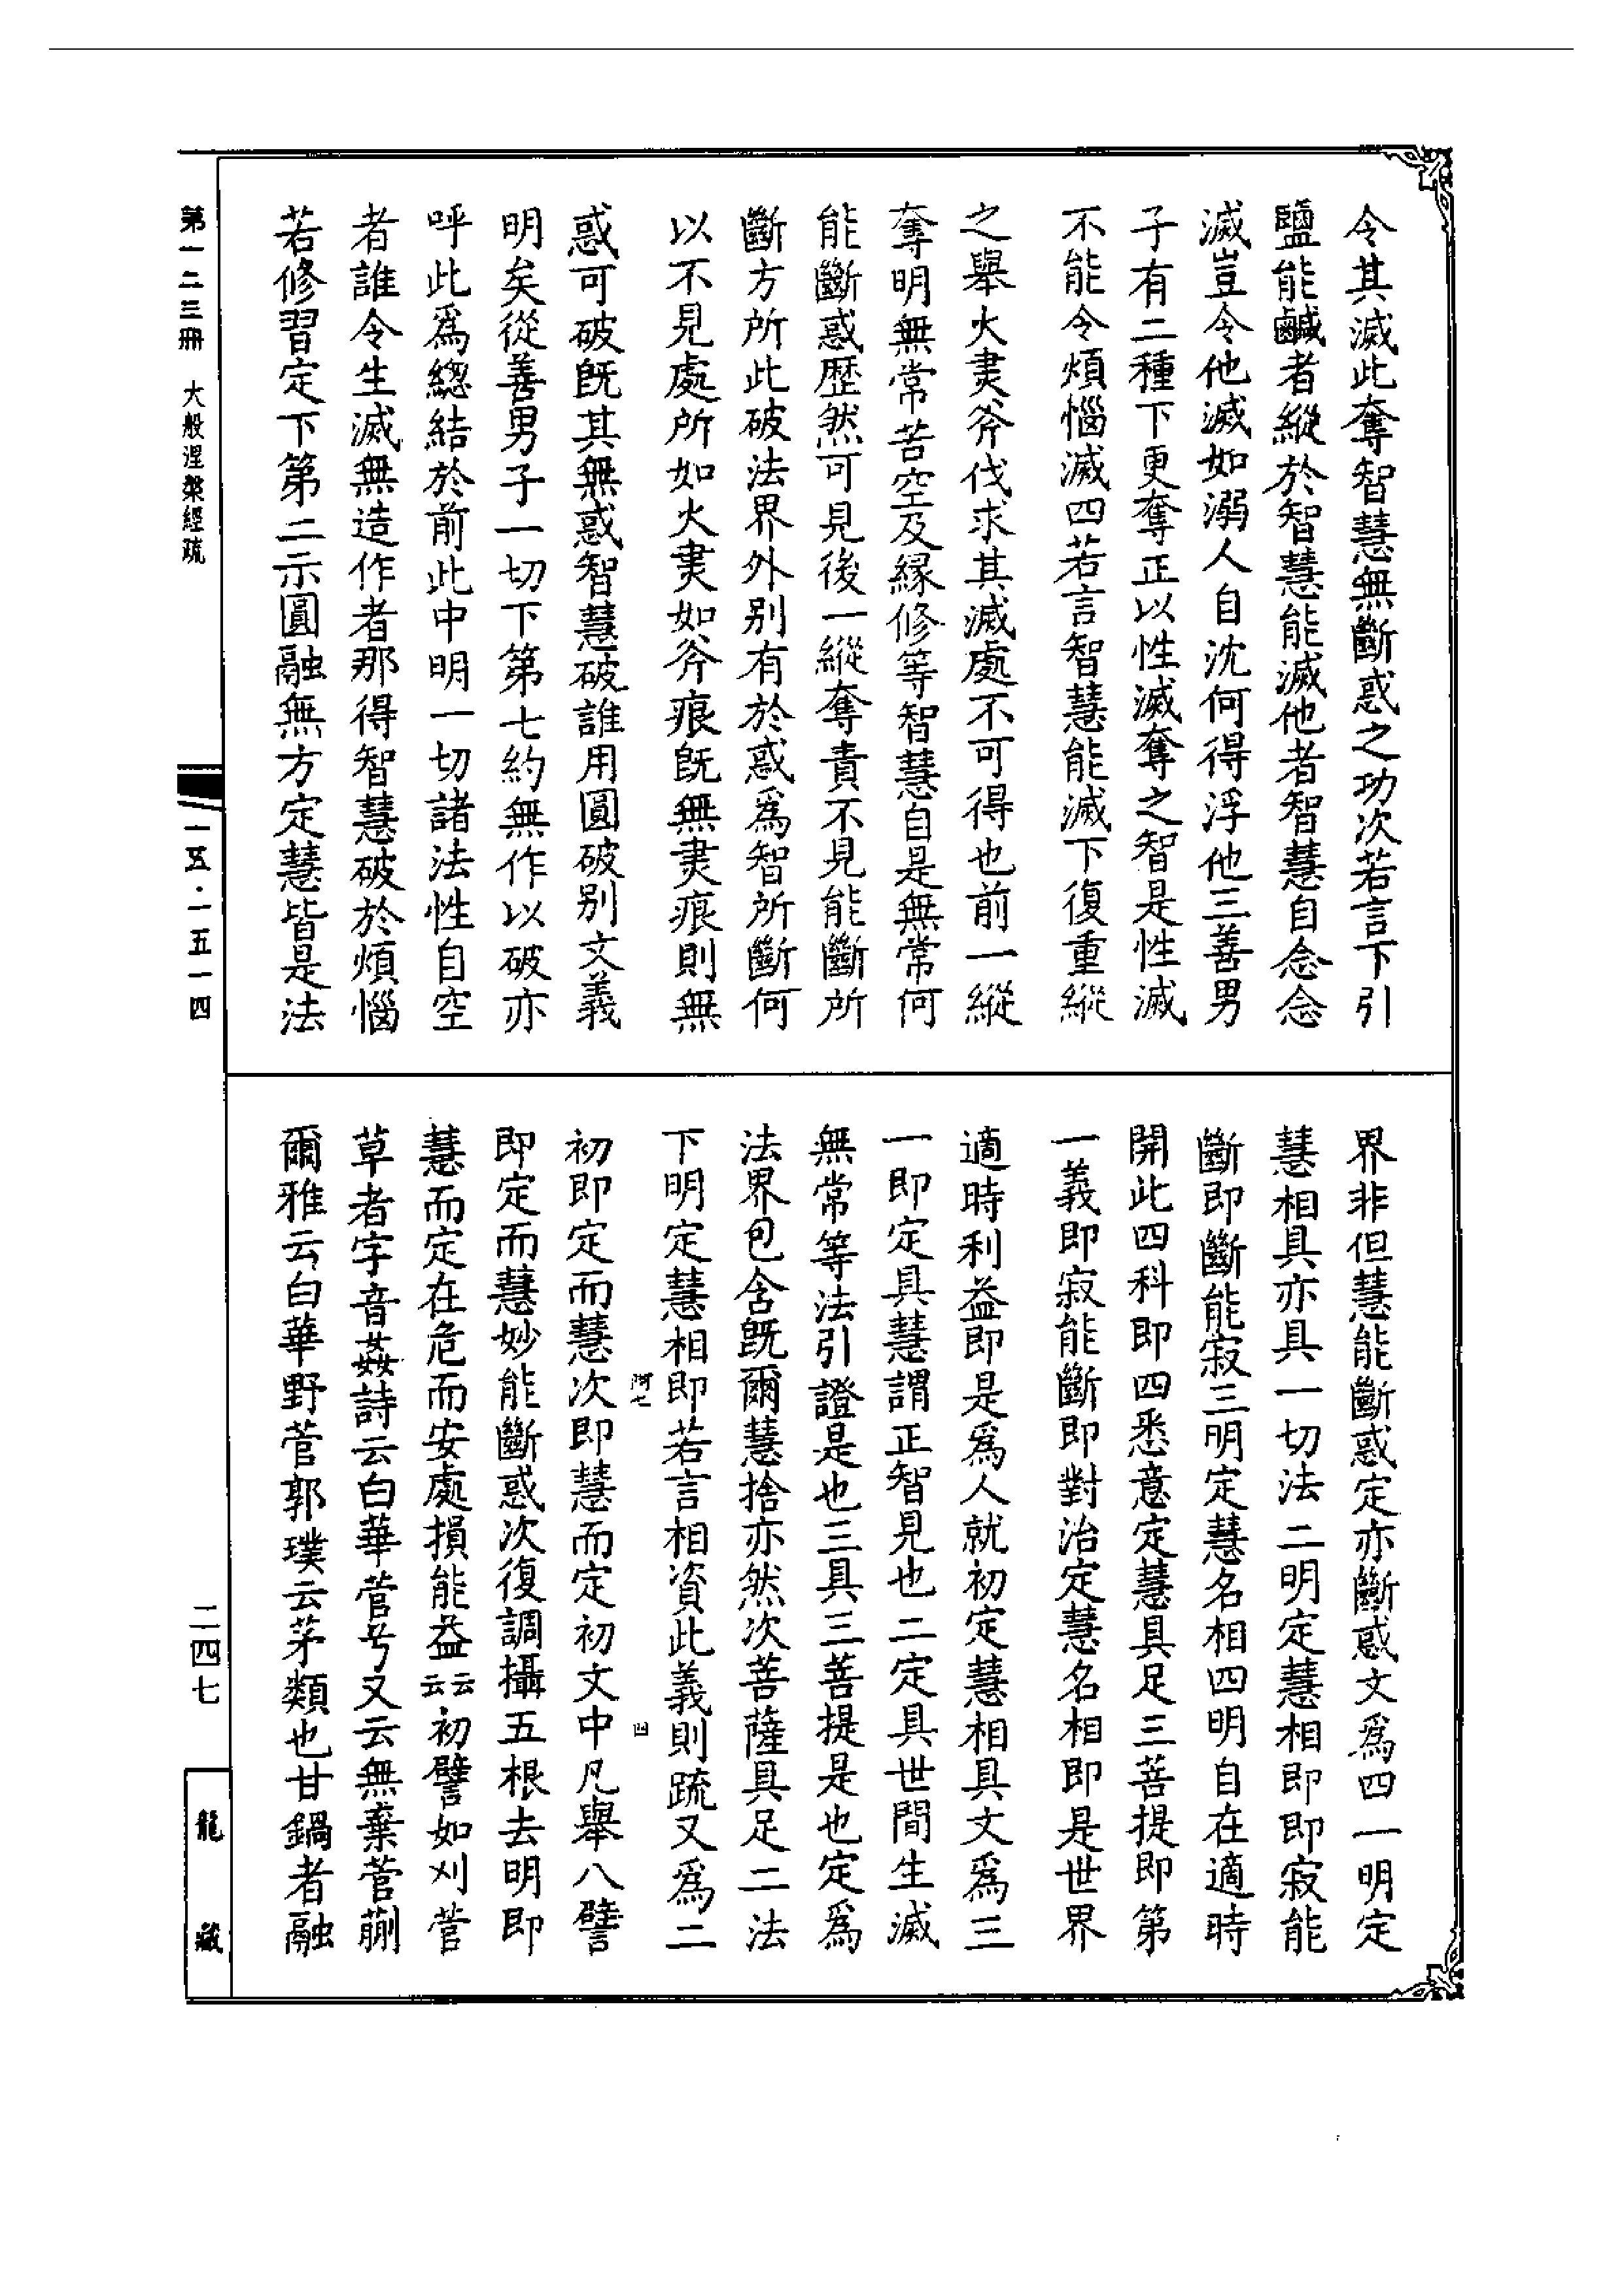 令其滅此奪智慧無斷惑之功次若言下引
鹽能鹹者縱於智慧能滅他者智慧自念念
滅豈令他滅如溺人自沈何得浮他三善男
子有二種下更奪正以性滅奪之智是性滅
不能令煩惱滅四若言智慧能滅下復重縱
之舉火㶳斧伐求其滅處不可得也前一縱
奪明無常苦空及緣修等智慧自是無常何
能斷惑歷然可見後一縱奪責不見能斷所
斷方所此破法界外別有於惑爲智所斷何
以不見處所如火㶳如斧痕旣無㶳痕則無
惑可破旣其無惑智慧破誰用圓破別文義
明矣從善男子一切下第七約無作以破亦
呼此爲總結於前此中明一切諸法性自空
者誰令生滅無造作者那得智慧破於煩惱
若修習定下第二示圓融無方定慧皆是法
界非但慧能斷惑定亦斷惑文爲四一明定
慧相具亦具一切法二明定慧相即即寂能
斷即斷能寂三明定慧名相四明自在適時
開此四科即四悉意定慧具足三菩提即第
一義即寂能斷即對治定慧名相即是世界
適時利益即是爲人就初定慧相具文爲三
一即定具慧謂正智見也二定具世間生滅
無常等法引證是也三具三菩提是也定爲
法界包含旣爾慧捨亦然次菩薩具足二法
下明定慧相即若言相資此義則疏又爲二
初即定而慧次即慧而定初文中凡舉八譬
即定而慧妙能斷惑次復調攝五根去明即
慧而定在危而安處損能益云云初譬如刈菅
草者字音姦詩云白華菅兮又云無棄菅蒯
爾雅云白華野菅郭璞云茅類也甘鍋者融
第一二三冊 大般涅槃經疏
一五·一五一四
二四七
龍藏
阿七
四